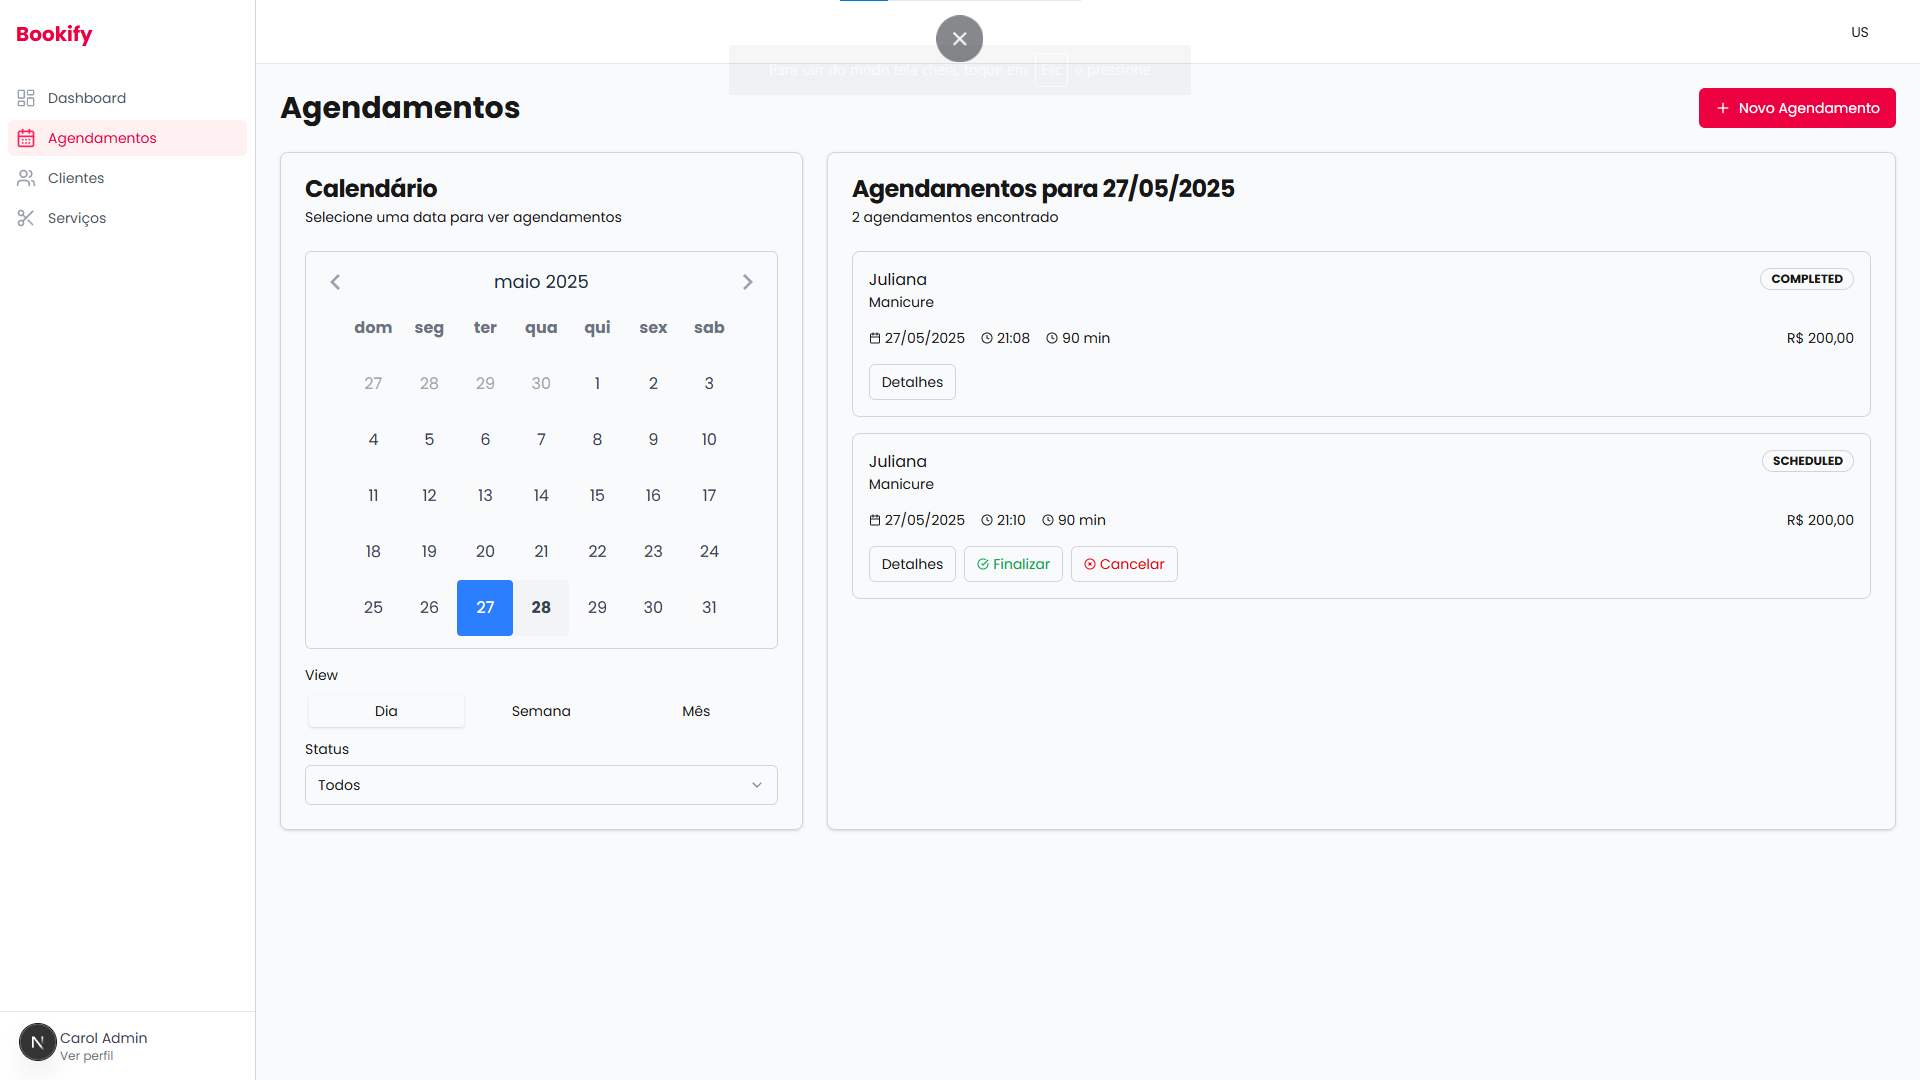 Bookify
US
Para sair do modo tela cheia, toque em Esc e pressione
Dashboard
Agendamentos
Clientes
Serviços
Agendamentos
Novo Agendamento
Calendário
Selecione uma data para ver agendamentos
maio 2025
dom seg ter qua qui sex sab
27 28 29 30 1 2 3
4 5 6 7 8 9 10
11 12 13 14 15 16 17
18 19 20 21 22 23 24
25 26 27 28 29 30 31
View
Dia Semana Mês
Status
Todos
Agendamentos para 27/05/2025
2 agendamentos encontrado
Juliana COMPLETED
Manicure
27/05/2025 21:08 90 min R$ 200,00
Detalhes
Juliana SCHEDULED
Manicure
27/05/2025 21:10 90 min R$ 200,00
Detalhes Finalizar Cancelar
N
Carol Admin
Ver perfil